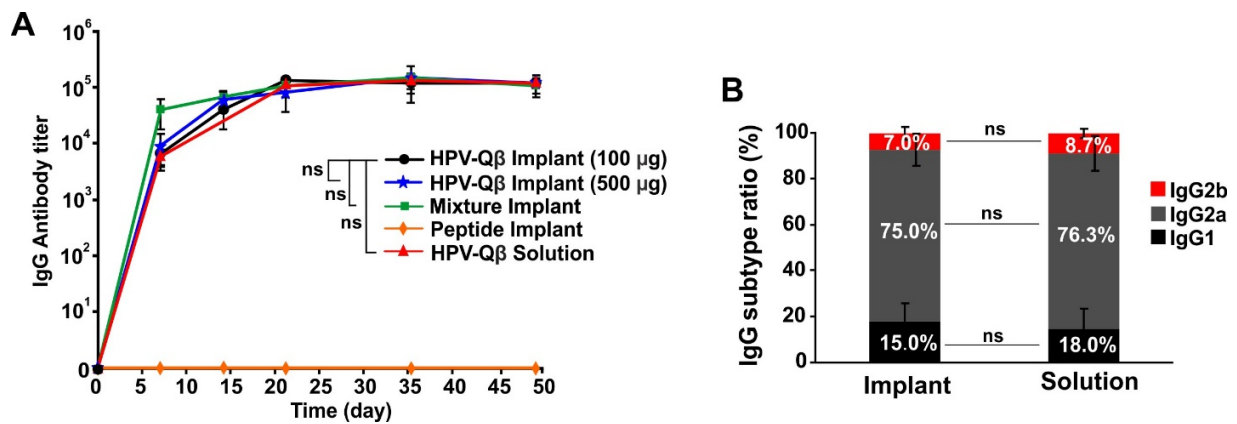 A
IgG Antibody titer
10⁶
10⁵
10⁴
10³
10²
10¹
0
0 5 10 15 20 25 30 35 40 45 50
Time (day)
ns
ns
ns
HPV-Qβ Implant (100 µg)
HPV-Qβ Implant (500 µg)
Mixture Implant
Peptide Implant
HPV-Qβ Solution
B
IgG subtype ratio (%)
100
80
60
40
20
0
7.0% ns 8.7%
75.0% ns 76.3%
15.0% ns 18.0%
Implant Solution
IgG2b
IgG2a
IgG1